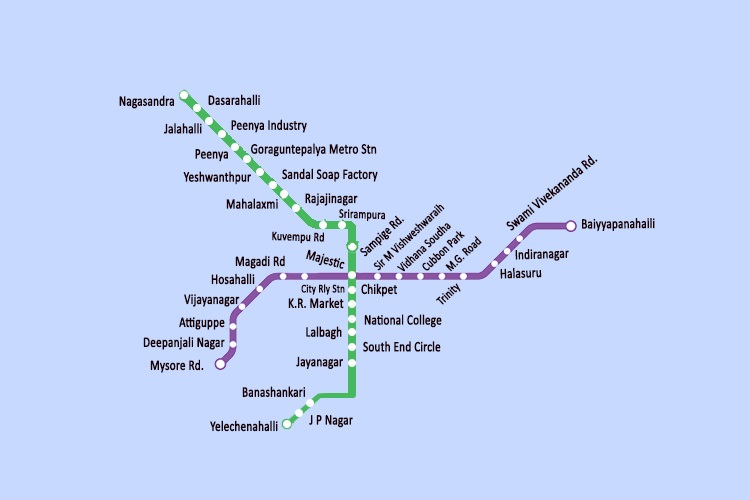 Nagasandra
Dasarahalli
Jalahalli
Peenya Industry
Peenya
Goraguntepalya Metro Stn
Yeshwanthpur
Sandal Soap Factory
Mahalaxmi
Rajajinagar
Kuvempu Rd
Srirampura
Sampige Rd.
Majestic
Sir M Vishweshwaraih
Vidhana Soudha
Cubbon Park
M.G. Road
Trinity
Halasuru
Indiranagar
Swami Vivekananda Rd.
Baiyyapanahalli
Magadi Rd
Hosahalli
City Rly Stn
Chikpet
Vijayanagar
K.R. Market
Attiguppe
National College
Deepanjali Nagar
Lalbagh
South End Circle
Mysore Rd.
Jayanagar
Banashankari
J P Nagar
Yelechenahalli